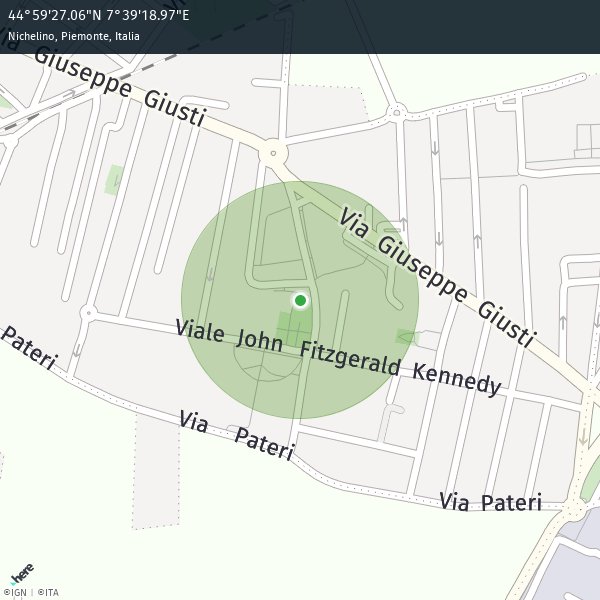 44°59'27.06"N 7°39'18.97"E
Nichelino, Piemonte, Italia
Via Giuseppe Giusti
Via Giuseppe Giusti
Pateri
Viale John Fitzgerald Kennedy
Via Pateri
Via Pateri
here
©IGN | ©ITA